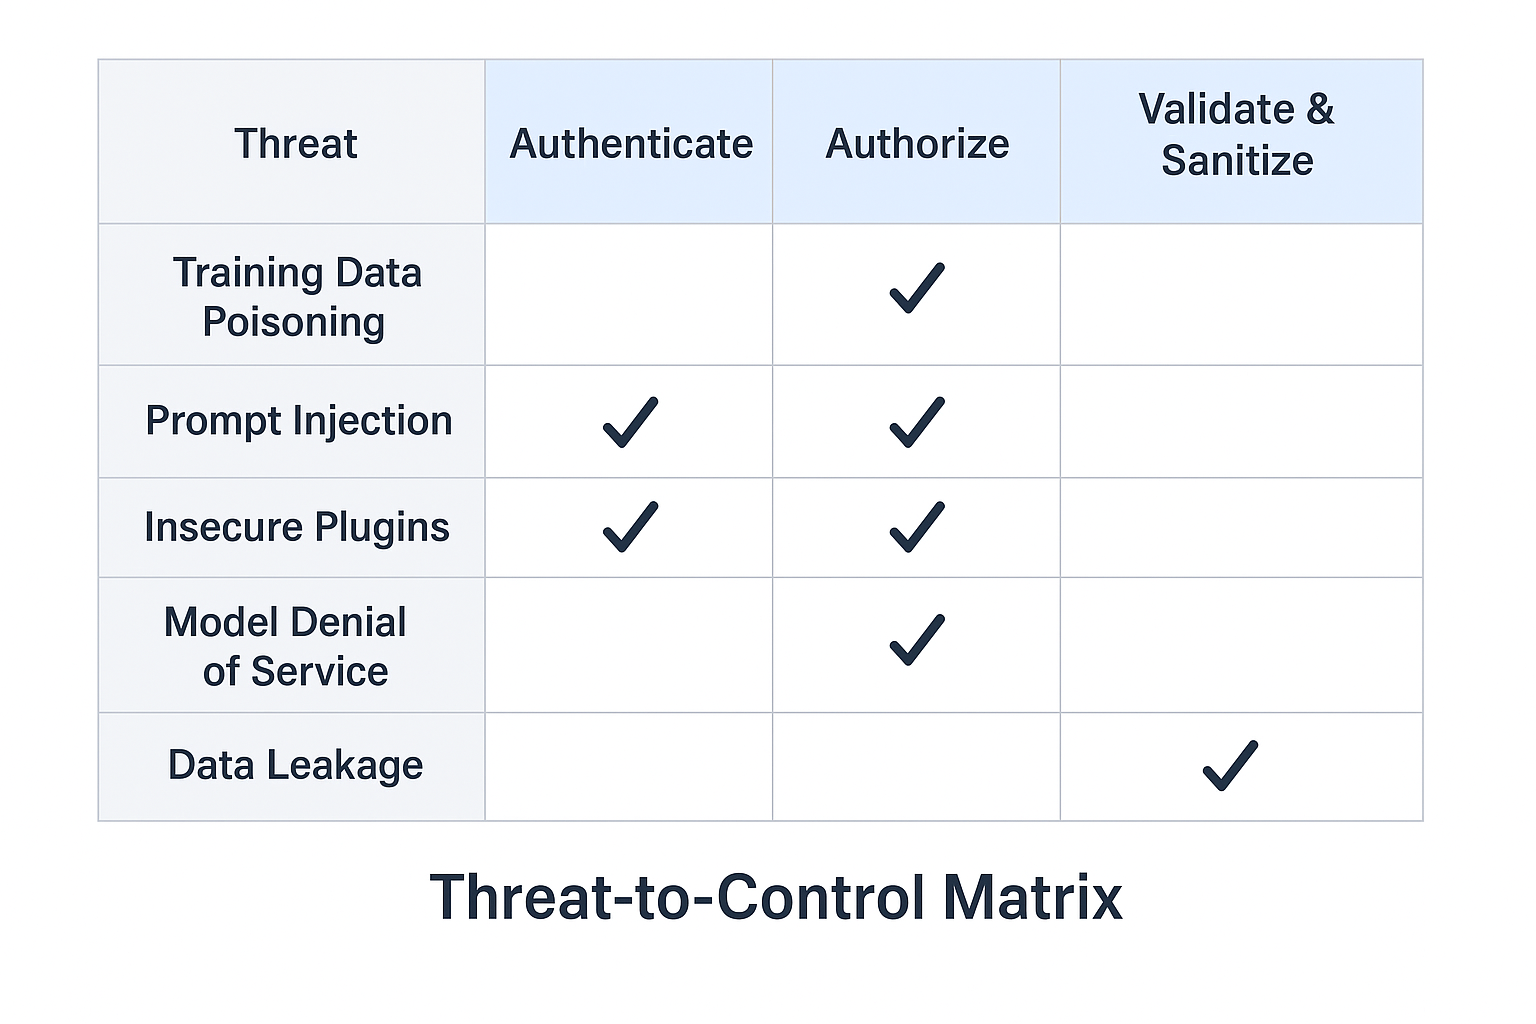 Threat
Authenticate
Authorize
Validate &
Sanitize
Training Data
Poisoning
Prompt Injection
Insecure Plugins
Model Denial
of Service
Data Leakage
Threat-to-Control Matrix